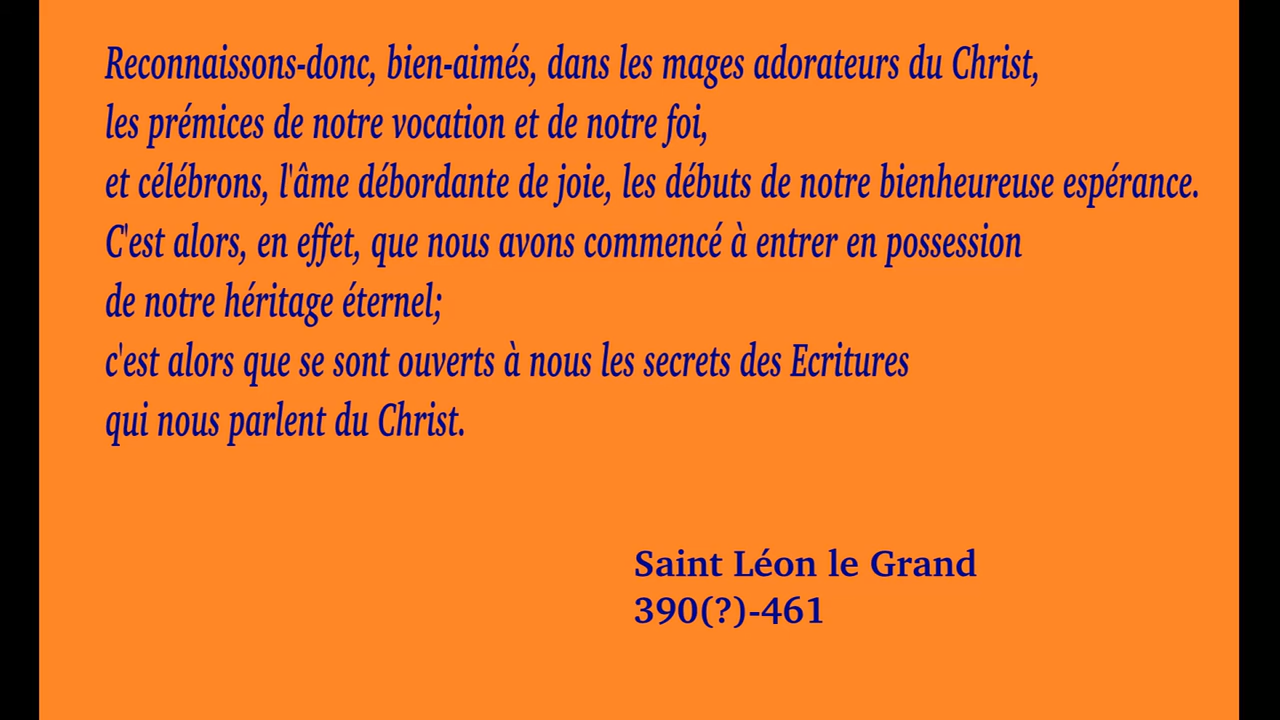 Reconnaissons-donc, bien-aimés, dans les mages adorateurs du Christ,
les prémices de notre vocation et de notre foi,
et célébrons, l'âme débordante de joie, les débuts de notre bienheureuse espérance.
C'est alors, en effet, que nous avons commencé à entrer en possession
de notre héritage éternel;
c'est alors que se sont ouverts à nous les secrets des Ecritures
qui nous parlent du Christ.
Saint Léon le Grand
390(?)-461